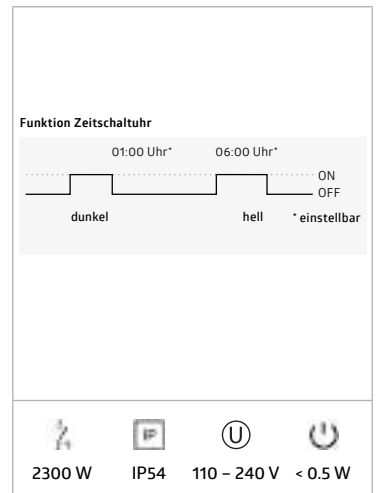 Funktion Zeitschaltuhr
01:00 Uhr* 06:00 Uhr*
ON
OFF
dunkel hell * einstellbar
IP U
2300 W IP54 110 – 240 V < 0.5 W